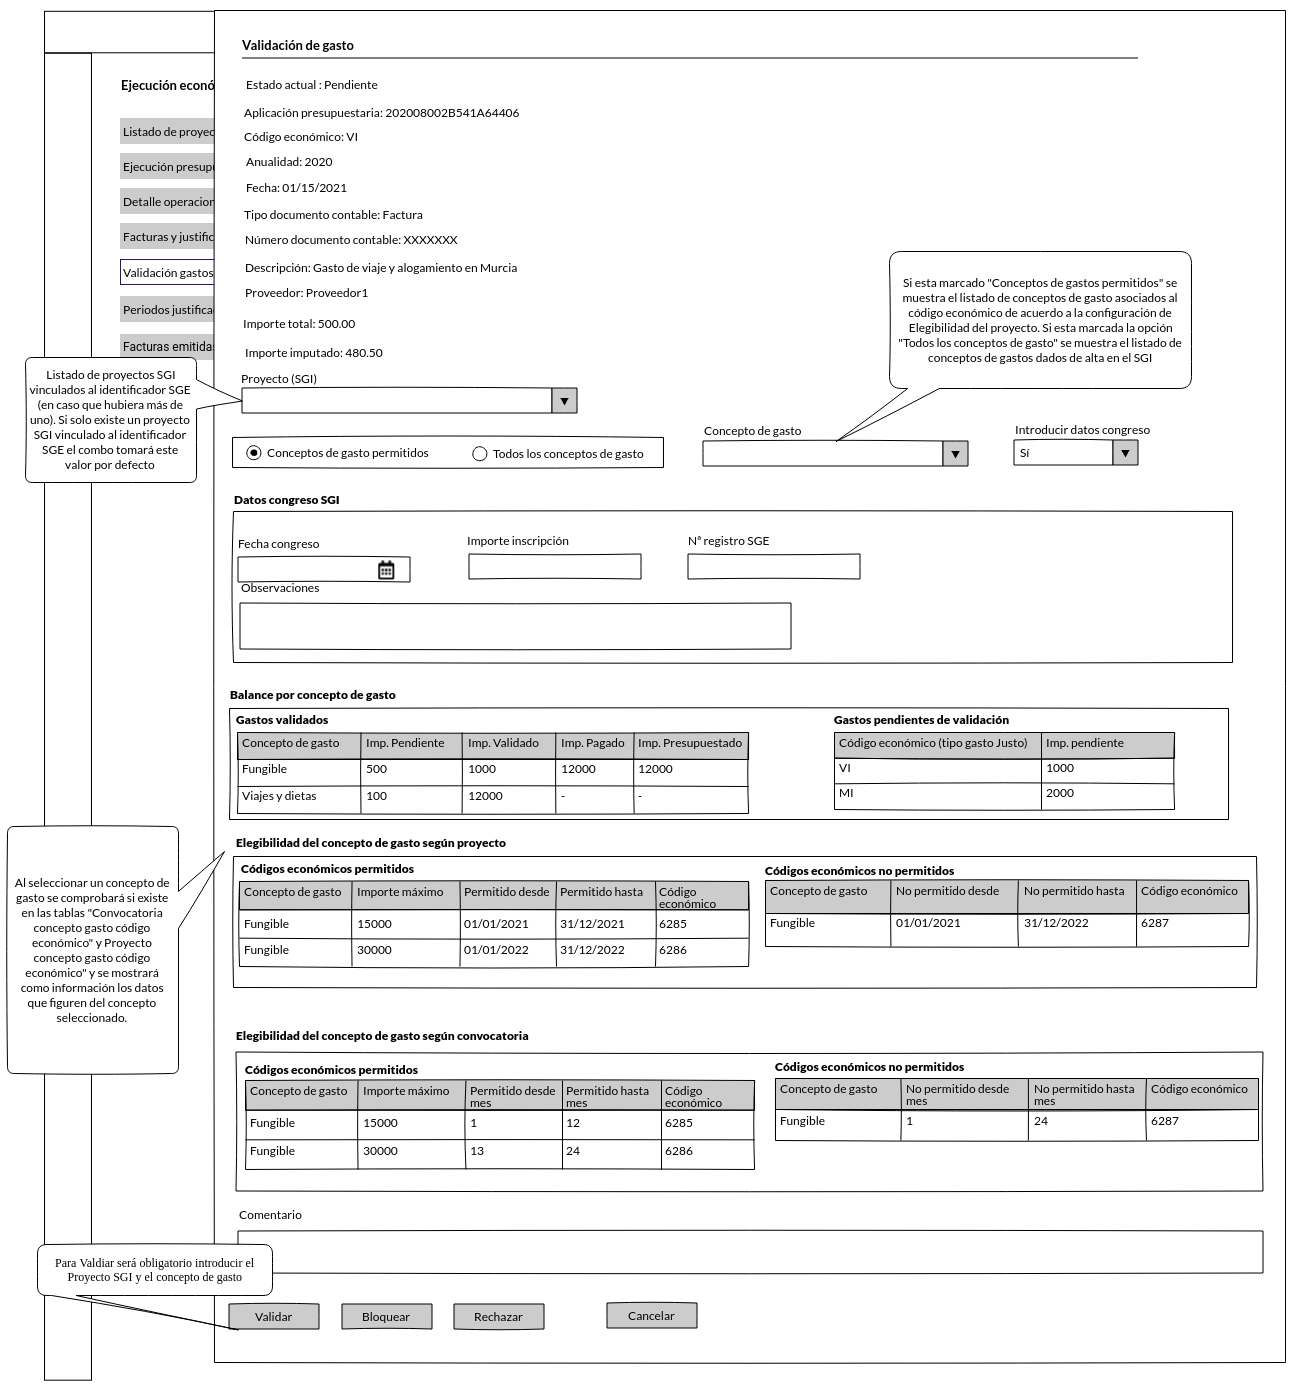 Validación de gasto
Ejecución econó
Listado de proyec
Ejecución presupu
Detalle operacion
Facturas y justific
Validación gastos
Periodos justifica
Facturas emitidas
Estado actual : Pendiente
Aplicación presupuestaria: 202008002B541A64406
Código económico: VI
Anualidad: 2020
Fecha: 01/15/2021
Tipo documento contable: Factura
Número documento contable: XXXXXXX
Descripción: Gasto de viaje y alogamiento en Murcia
Proveedor: Proveedor1
Importe total: 500.00
Importe imputado: 480.50
Si esta marcado "Conceptos de gastos permitidos" se
muestra el listado de conceptos de gasto asociados al
código económico de acuerdo a la configuración de
Elegibilidad del proyecto. Si esta marcada la opción
"Todos los conceptos de gasto" se muestra el listado de
conceptos de gastos dados de alta en el SGI
Listado de proyectos SGI
vinculados al identificador SGE
(en caso que hubiera más de
uno). Si solo existe un proyecto
SGI vinculado al identificador
SGE el combo tomará este
valor por defecto
Proyecto (SGI)
Conceptos de gasto permitidos Todos los conceptos de gasto
Concepto de gasto
Introducir datos congreso
Sí
Datos congreso SGI
Fecha congreso Importe inscripción Nª registro SGE
Observaciones
Balance por concepto de gasto
Gastos validados
Concepto de gasto Imp. Pendiente Imp. Validado Imp. Pagado Imp. Presupuestado
Fungible 500 1000 12000 12000
Viajes y dietas 100 12000 - -
Gastos pendientes de validación
Código económico (tipo gasto Justo) Imp. pendiente
VI 1000
MI 2000
Al seleccionar un concepto de
gasto se comprobará si existe
en las tablas "Convocatoria
concepto gasto código
económico" y Proyecto
concepto gasto código
económico" y se mostrará
como información los datos
que figuren del concepto
seleccionado.
Elegibilidad del concepto de gasto según proyecto
Códigos económicos permitidos
Concepto de gasto Importe máximo Permitido desde Permitido hasta Código
económico
Fungible 15000 01/01/2021 31/12/2021 6285
Fungible 30000 01/01/2022 31/12/2022 6286
Códigos económicos no permitidos
Concepto de gasto No permitido desde No permitido hasta Código económico
Fungible 01/01/2021 31/12/2022 6287
Elegibilidad del concepto de gasto según convocatoria
Códigos económicos permitidos
Concepto de gasto Importe máximo Permitido desde Permitido hasta Código
mes mes económico
Fungible 15000 1 12 6285
Fungible 30000 13 24 6286
Códigos económicos no permitidos
Concepto de gasto No permitido desde No permitido hasta Código económico
mes mes
Fungible 1 24 6287
Comentario
Para Valdiar será obligatorio introducir el
Proyecto SGI y el concepto de gasto
Validar Bloquear Rechazar Cancelar